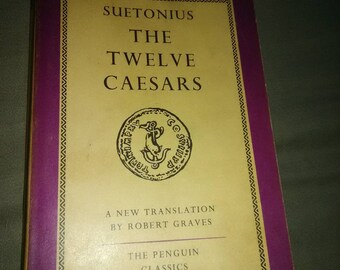 SUETONIUS
THE
TWELVE
CAESARS
A NEW TRANSLATION
BY ROBERT GRAVES
THE PENGUIN
CLASSICS